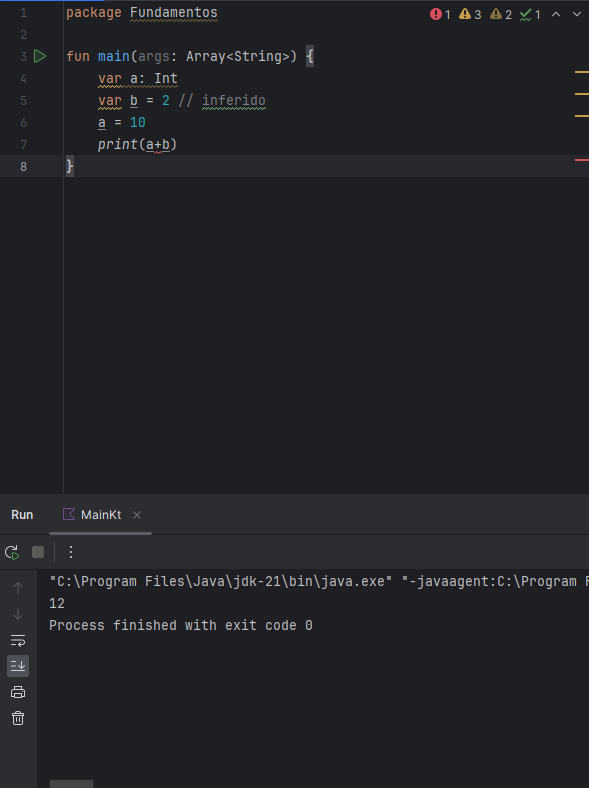 1 package Fundamentos
1 3 2 1
2
3 fun main(args: Array<String>) {
4 var a: Int
5 var b = 2 // inferido
6 a = 10
7 print(a+b)
8 }
Run MainKt
"C:\Program Files\Java\jdk-21\bin\java.exe" "-javaagent:C:\Program F
12
Process finished with exit code 0